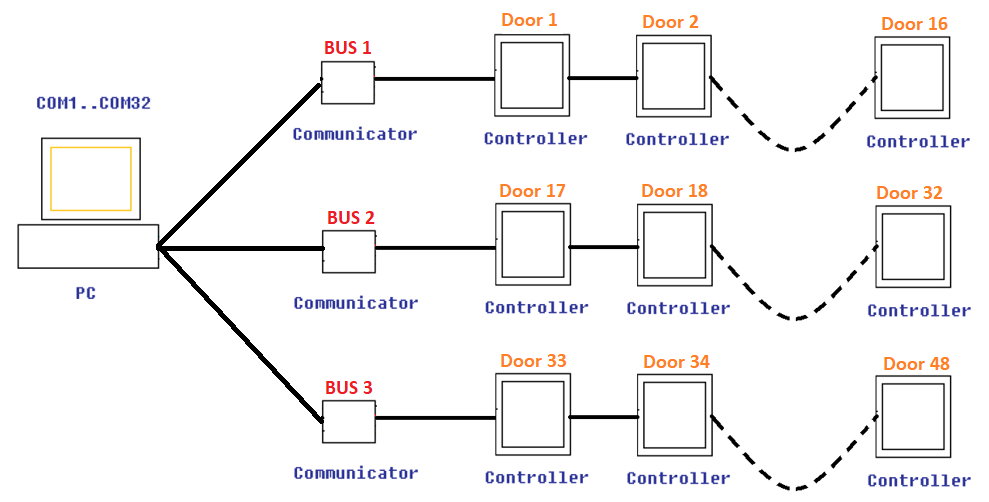 Door 1
Door 2
Door 16
BUS 1
COM1..COM32
Communicator
Controller
Controller
Controller
Door 17
Door 18
Door 32
BUS 2
PC
Communicator
Controller
Controller
Controller
Door 33
Door 34
Door 48
BUS 3
Communicator
Controller
Controller
Controller